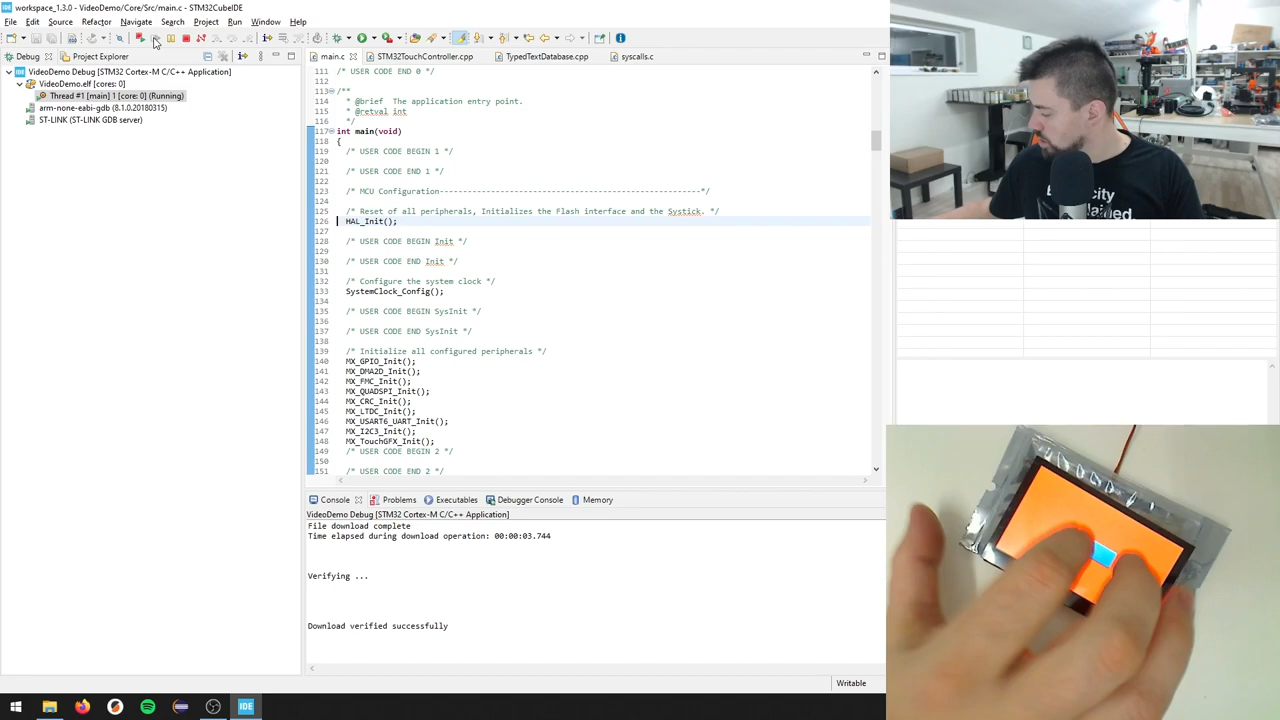 workspace_1.3.0 - VideoDemo/Core/Src/main.c - STM32CubeIDE
File Edit Source Refactor Navigate Search Project Run Window Help
Debug
Project Explorer
VideoDemo Debug [STM32 Cortex-M C/C++ Application]
VideoDemo.elf [cores: 0]
Thread #1 [main] 1 [core: 0] (Running)
arm-none-eabi-gdb (8.1.0.20180315)
ST-LINK (ST-LINK GDB server)
main.c STM32TouchController.cpp TypedTextDatabase.cpp syscalls.c
111 /* USER CODE END 0 */
112
113 /**
114 * @brief The application entry point.
115 * @retval int
116 */
117 int main(void)
118 {
119 /* USER CODE BEGIN 1 */
120
121 /* USER CODE END 1 */
122
123 /* MCU Configuration--------------------------------------------------------*/
124
125 /* Reset of all peripherals, Initializes the Flash interface and the Systick. */
126 HAL_Init();
127
128 /* USER CODE BEGIN Init */
129
130 /* USER CODE END Init */
131
132 /* Configure the system clock */
133 SystemClock_Config();
134
135 /* USER CODE BEGIN SysInit */
136
137 /* USER CODE END SysInit */
138
139 /* Initialize all configured peripherals */
140 MX_GPIO_Init();
141 MX_DMA2D_Init();
142 MX_FMC_Init();
143 MX_QUADSPI_Init();
144 MX_CRC_Init();
145 MX_LTDC_Init();
146 MX_USART6_UART_Init();
147 MX_I2C3_Init();
148 MX_TouchGFX_Init();
149 /* USER CODE BEGIN 2 */
150
151 /* USER CODE END 2 */
Console Problems Executables Debugger Console Memory
VideoDemo Debug [STM32 Cortex-M C/C++ Application]
File download complete
Time elapsed during download operation: 00:00:03.744
Verifying ...
Download verified successfully
Writable
IDE